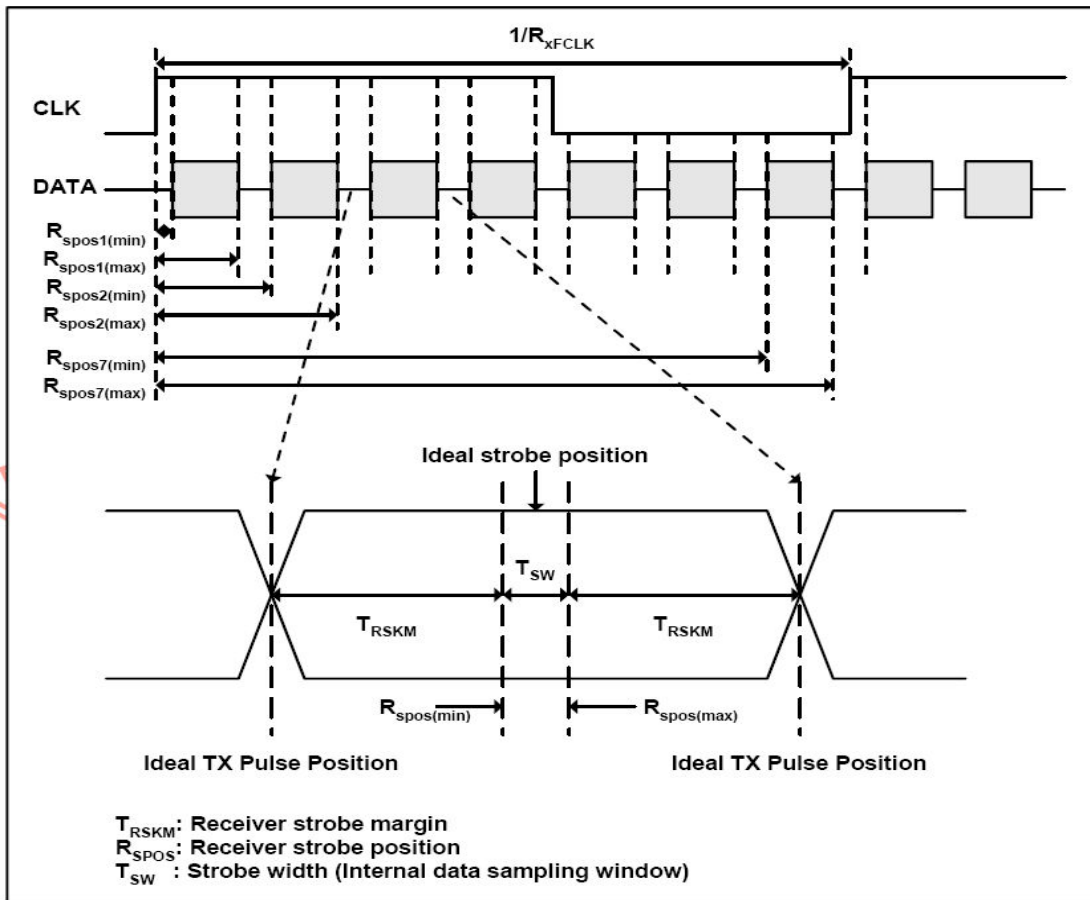 1/RxFCLK
CLK
DATA
Rspos1(min)
Rspos1(max)
Rspos2(min)
Rspos2(max)
Rspos7(min)
Rspos7(max)
Ideal strobe position
TSW
TRSKM TRSKM
Rspos(min) Rspos(max)
Ideal TX Pulse Position Ideal TX Pulse Position
TRSKM: Receiver strobe margin
RSPOS: Receiver strobe position
TSW : Strobe width (Internal data sampling window)